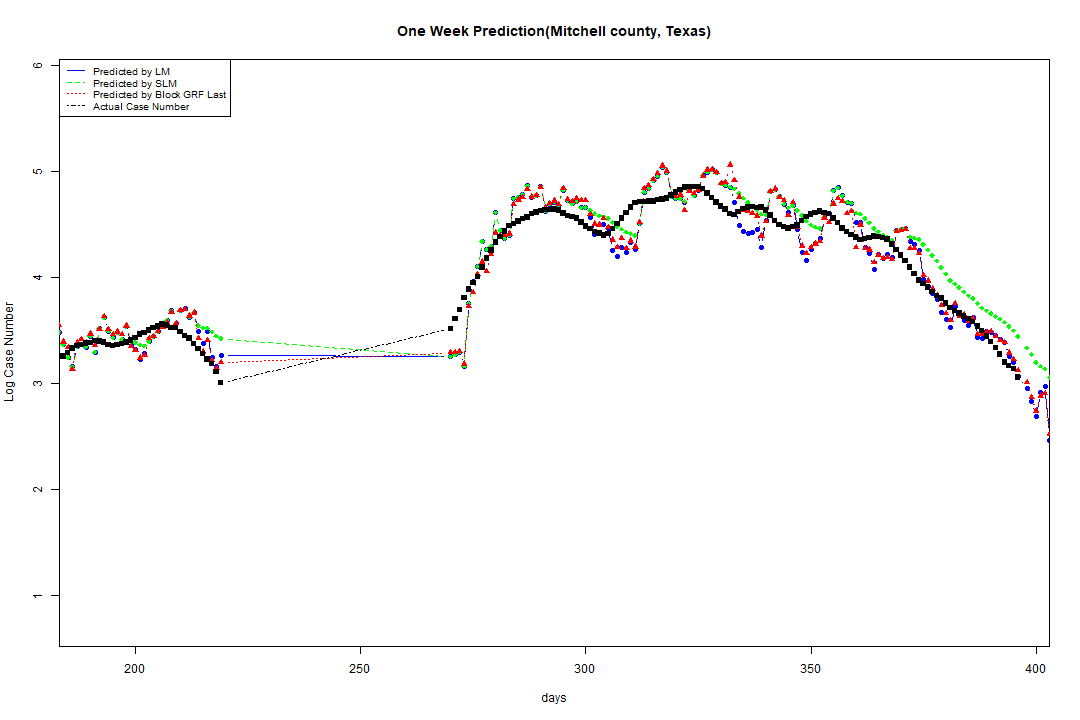 One Week Prediction(Mitchell county, Texas)
Predicted by LM
Predicted by SLM
Predicted by Block GRF Last
Actual Case Number
Log Case Number
6
5
4
3
2
1
200 250 300 350 400
days